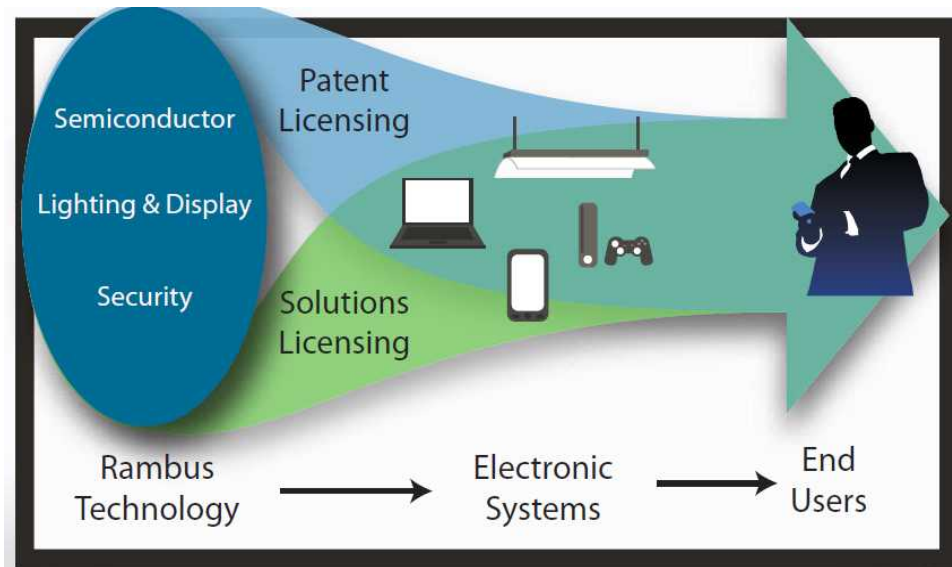 Semiconductor
Lighting & Display
Security
Patent
Licensing
Solutions
Licensing
Rambus
Technology
Electronic
Systems
End
Users